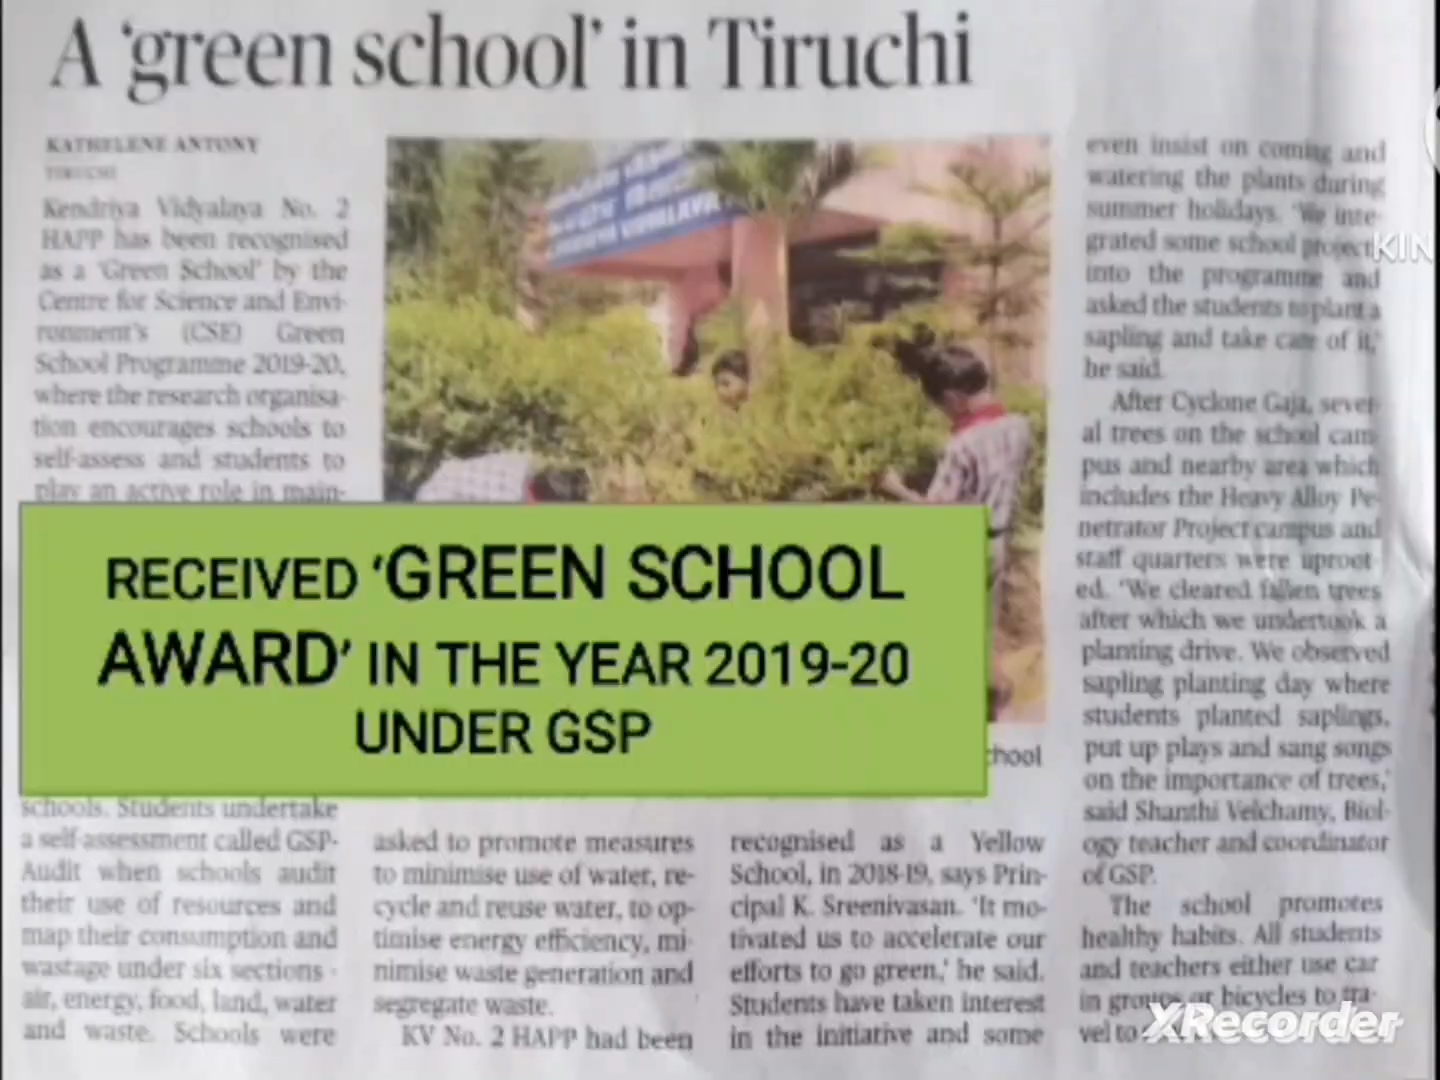 A 'green school' in Tiruchi
KATHELENE ANTONY
TIRUCHI
Kendriya Vidyalaya No. 2
HAPP has been recognised
as a 'Green School' by the
Centre for Science and Envi-
ronment's (CSE) Green
School Programme 2019-20,
where the research organisa-
tion encourages schools to
self-assess and students to
play an active role in main-
RECEIVED 'GREEN SCHOOL
AWARD' IN THE YEAR 2019-20
UNDER GSP
chool
schools. Students undertake
a self-assessment called GSP-
Audit when schools audit
their use of resources and
map their consumption and
wastage under six sections -
air, energy, food, land, water
and waste. Schools were
asked to promote measures
to minimise use of water, re-
cycle and reuse water, to op-
timise energy efficiency, mi-
nimise waste generation and
segregate waste.
KV No. 2 HAPP had been
recognised as a Yellow
School, in 2018-19, says Prin-
cipal K. Sreenivasan. 'It mo-
tivated us to accelerate our
efforts to go green,' he said.
Students have taken interest
in the initiative and some
even insist on coming and
watering the plants during
summer holidays. 'We inte-
grated some school project
into the programme and
asked the students to plant a
sapling and take care of it,'
he said.
After Cyclone Gaja, sever-
al trees on the school cam
pus and nearby area which
includes the Heavy Alloy Pe-
netrator Project campus and
staff quarters were uproot
ed. 'We cleared fallen trees
after which we undertook a
planting drive. We observed
sapling planting day where
students planted saplings,
put up plays and sang songs
on the importance of trees,'
said Shanthi Velchamy, Biol-
ogy teacher and coordinator
of GSP.
The school promotes
healthy habits. All students
and teachers either use car
in groups or bicycles to tra-
vel to
KIN
XRecorder